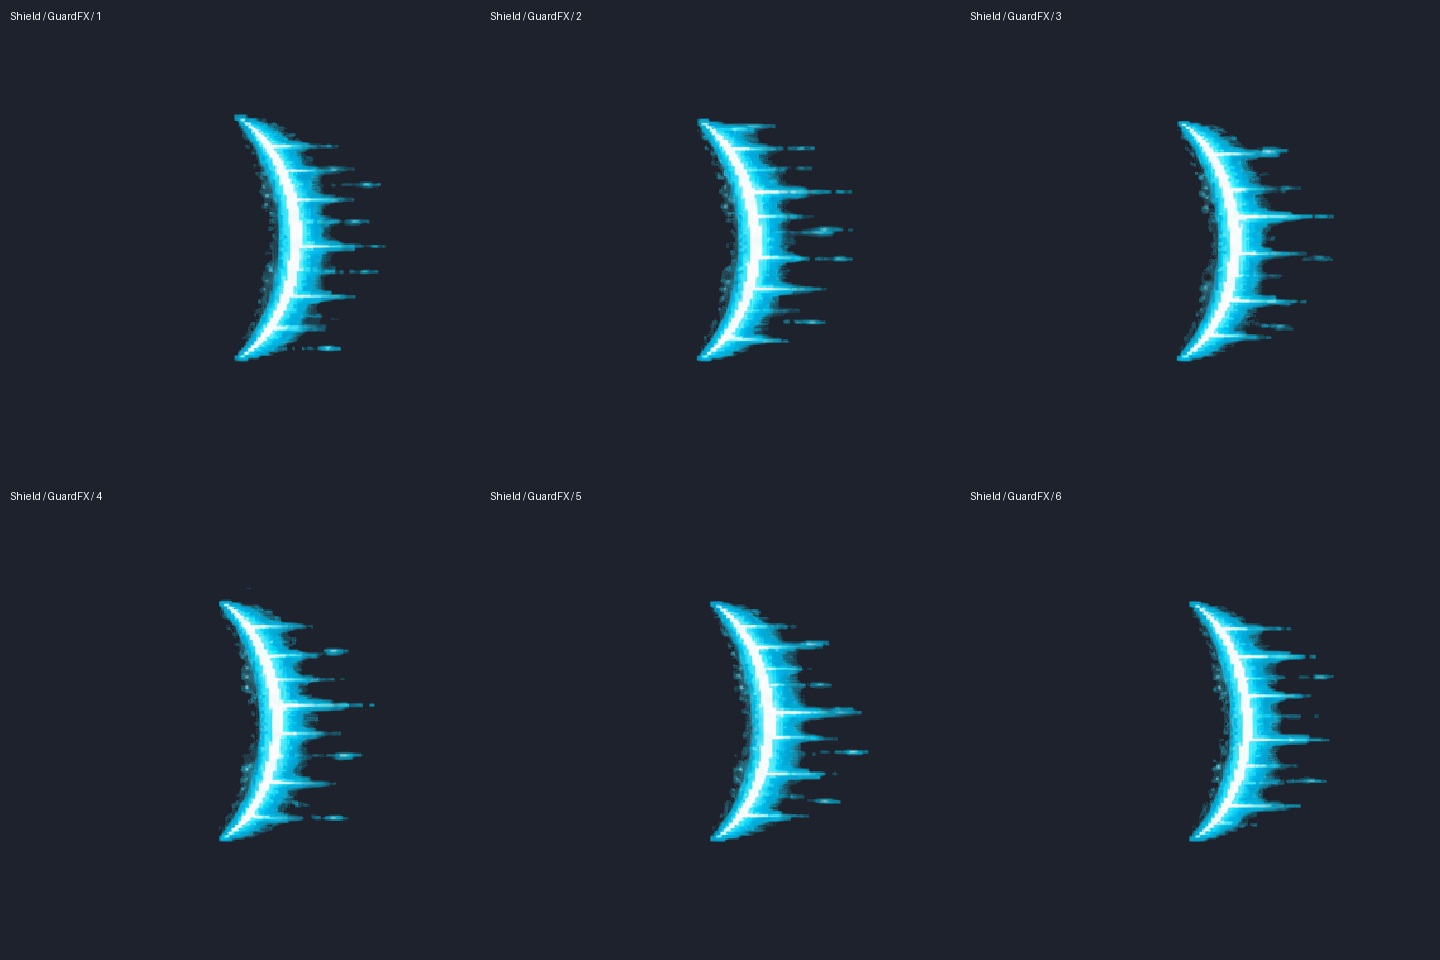 Shield / GuardFX / 1
Shield / GuardFX / 2
Shield / GuardFX / 3
Shield / GuardFX / 4
Shield / GuardFX / 5
Shield / GuardFX / 6